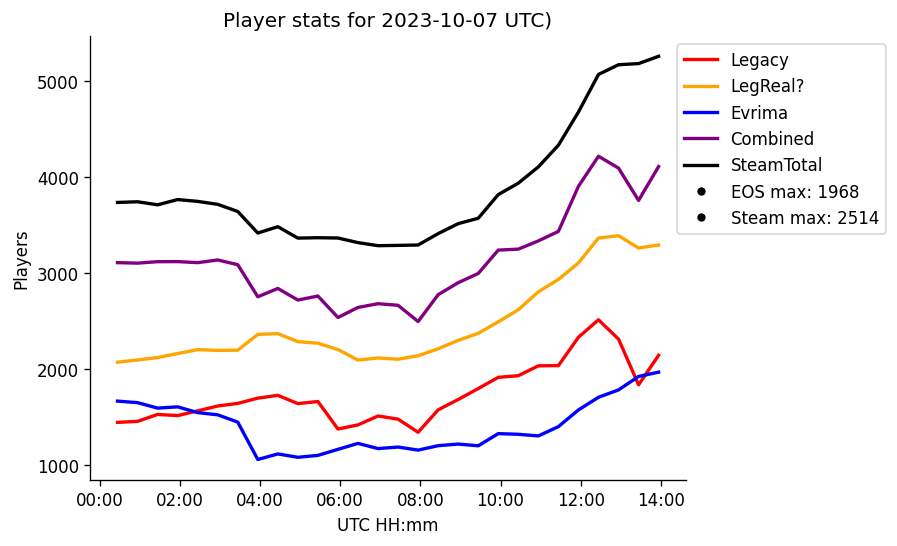 Player stats for 2023-10-07 UTC)
Players
5000
4000
3000
2000
1000
00:00
02:00
04:00
06:00
08:00
10:00
12:00
14:00
UTC HH:mm
Legacy
LegReal?
Evrima
Combined
SteamTotal
EOS max: 1968
Steam max: 2514